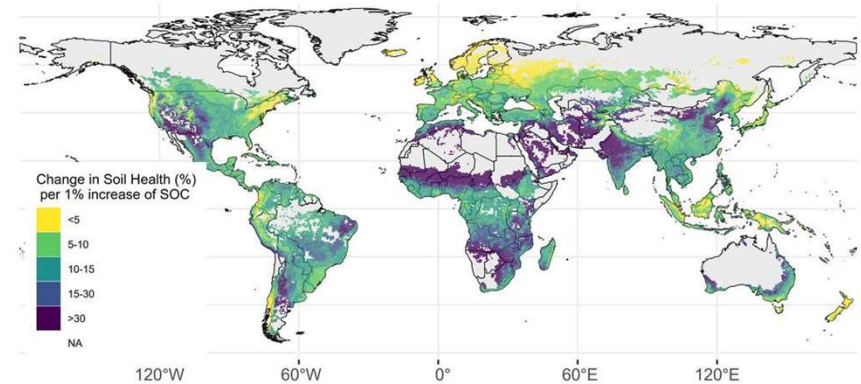 Change in Soil Health (%)
per 1% increase of SOC
<5
5-10
10-15
15-30
>30
NA
120°W
60°W
0°
60°E
120°E